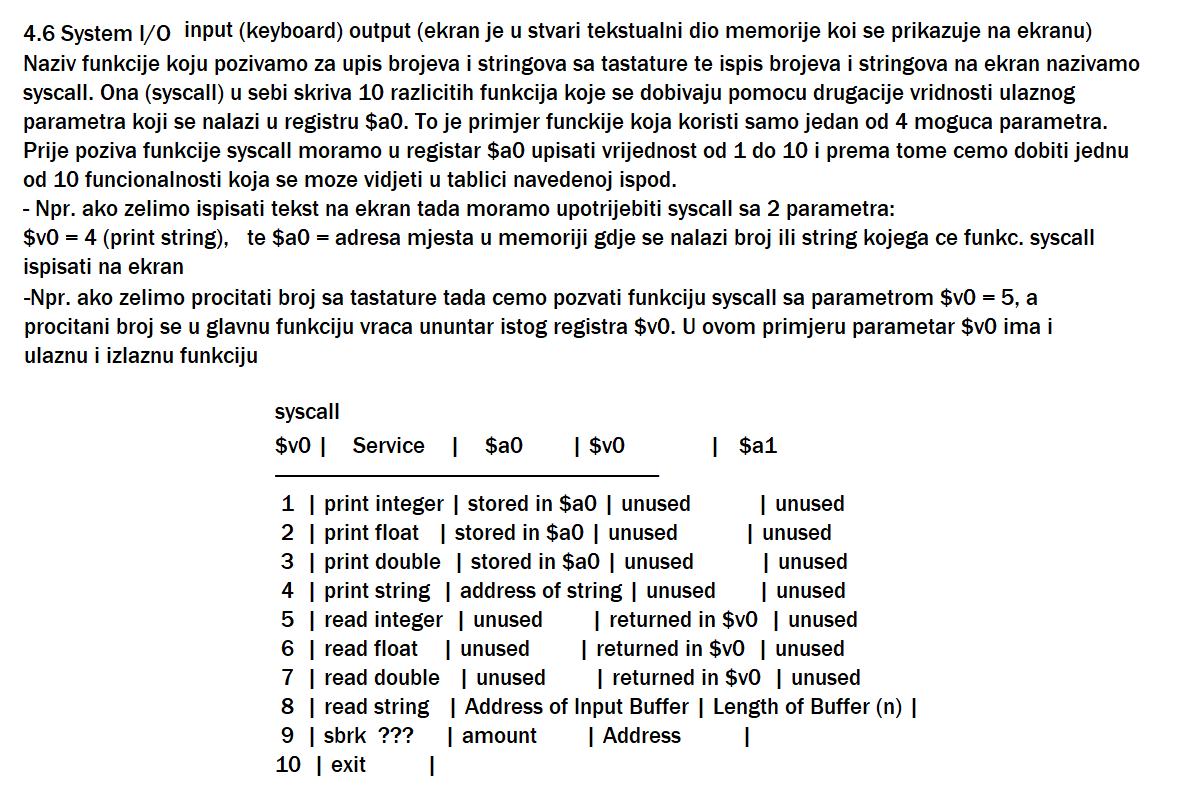 4.6 System I/O input (keyboard) output (ekran je u stvari tekstualni dio memorije koi se prikazuje na ekranu)
Naziv funkcije koju pozivamo za upis brojeva i stringova sa tastature te ispis brojeva i stringova na ekran nazivamo
syscall. Ona (syscall) u sebi skriva 10 razlicitih funkcija koje se dobivaju pomocu drugacije vridnosti ulaznog
parametra koji se nalazi u registru $a0. To je primjer funckije koja koristi samo jedan od 4 moguca parametra.
Prije poziva funkcije syscall moramo u registar $a0 upisati vrijednost od 1 do 10 i prema tome cemo dobiti jednu
od 10 funcionalnosti koja se moze vidjeti u tablici navedenoj ispod.
- Npr. ako zelimo ispisati tekst na ekran tada moramo upotrijebiti syscall sa 2 parametra:
$v0 = 4 (print string), te $a0 = adresa mjesta u memoriji gdje se nalazi broj ili string kojega ce funkc. syscall
ispisati na ekran
-Npr. ako zelimo procitati broj sa tastature tada cemo pozvati funkciju syscall sa parametrom $v0 = 5, a
procitani broj se u glavnu funkciju vraca ununtar istog registra $v0. U ovom primjeru parametar $v0 ima i
ulaznu i izlaznu funkciju
syscall
$v0 | Service | $a0 | $v0 | $a1
1 | print integer | stored in $a0 | unused | unused
2 | print float | stored in $a0 | unused | unused
3 | print double | stored in $a0 | unused | unused
4 | print string | address of string | unused | unused
5 | read integer | unused | returned in $v0 | unused
6 | read float | unused | returned in $v0 | unused
7 | read double | unused | returned in $v0 | unused
8 | read string | Address of Input Buffer | Length of Buffer (n) |
9 | sbrk ??? | amount | Address |
10 | exit |